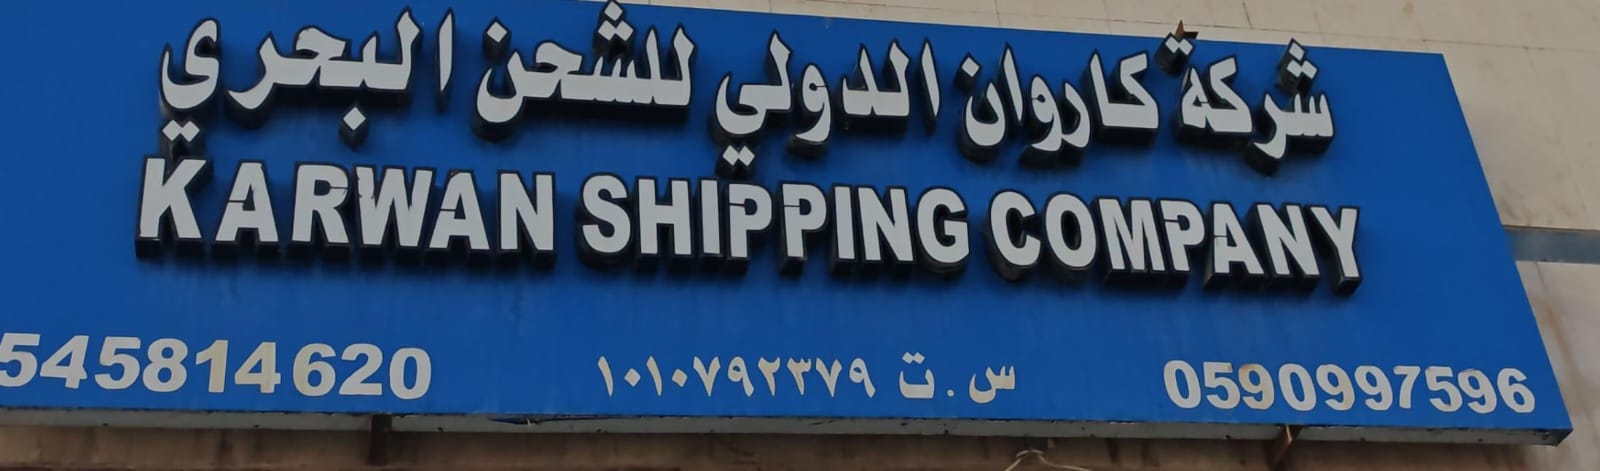 شركة كاروان الدولي للشحن البحري
KARWAN SHIPPING COMPANY
545814620 س.ت ١٠١٠٧٩٢٣٧٩ 0590997596